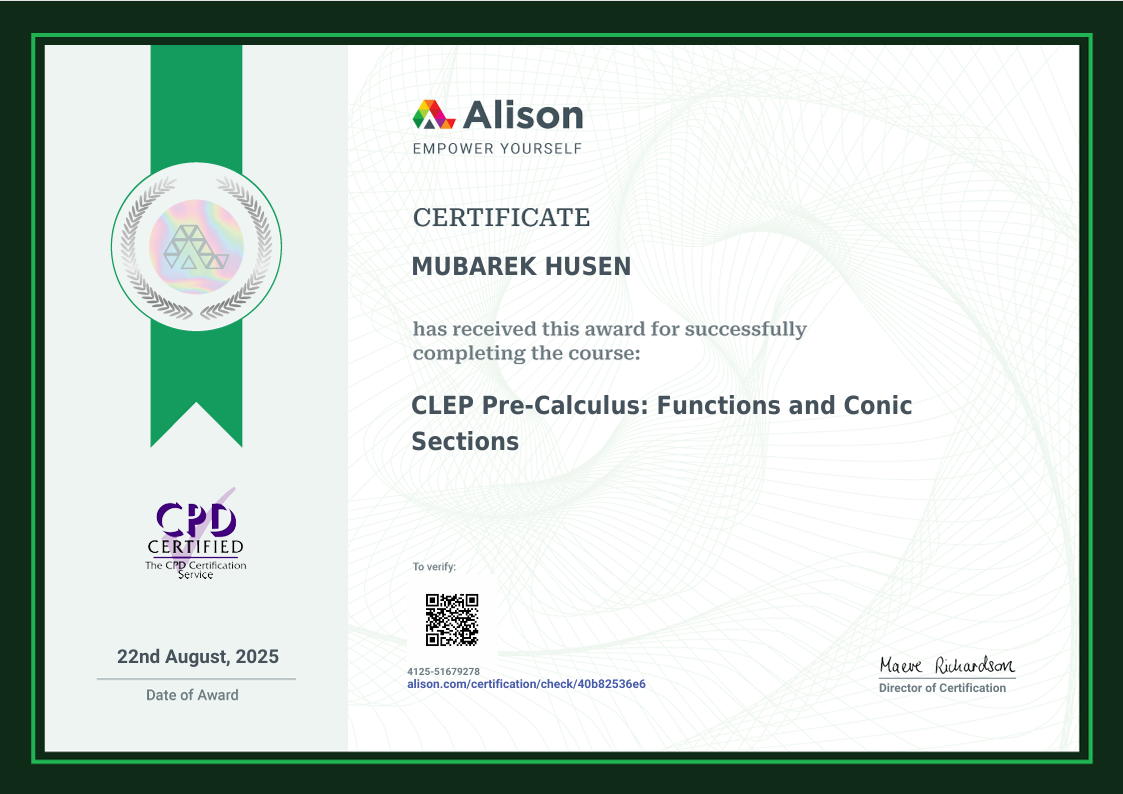 Alison
EMPOWER YOURSELF
CERTIFICATE
MUBAREK HUSEN
has received this award for successfully
completing the course:
CLEP Pre-Calculus: Functions and Conic
Sections
CPD
CERTIFIED
The CPD Certification
Service
22nd August, 2025
Date of Award
To verify:
4125-51679278
alison.com/certification/check/40b82536e6
Maeve Richardson
Director of Certification